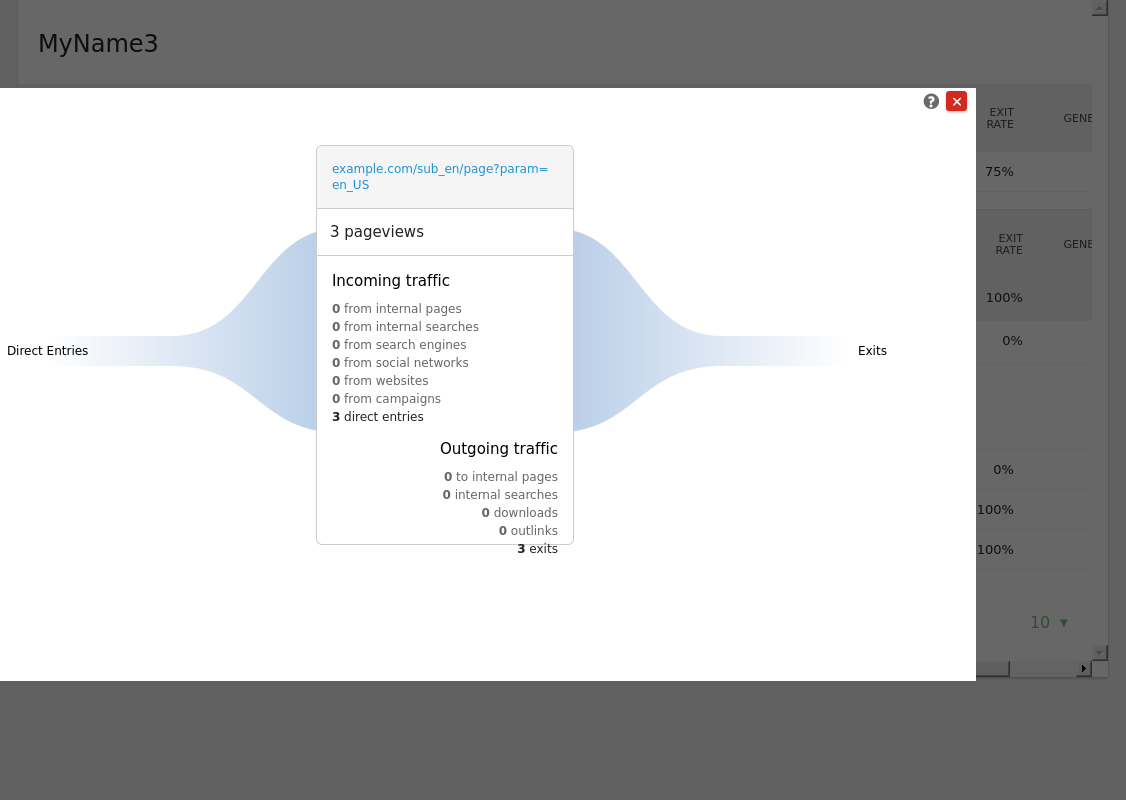 MyName3
EXIT
RATE
GENE
75%
EXIT
RATE
GENE
100%
0%
0%
100%
100%
10
example.com/sub_en/page?param=
en_US
3 pageviews
Incoming traffic
0 from internal pages
0 from internal searches
0 from search engines
0 from social networks
0 from websites
0 from campaigns
3 direct entries
Outgoing traffic
0 to internal pages
0 internal searches
0 downloads
0 outlinks
3 exits
Direct Entries
Exits